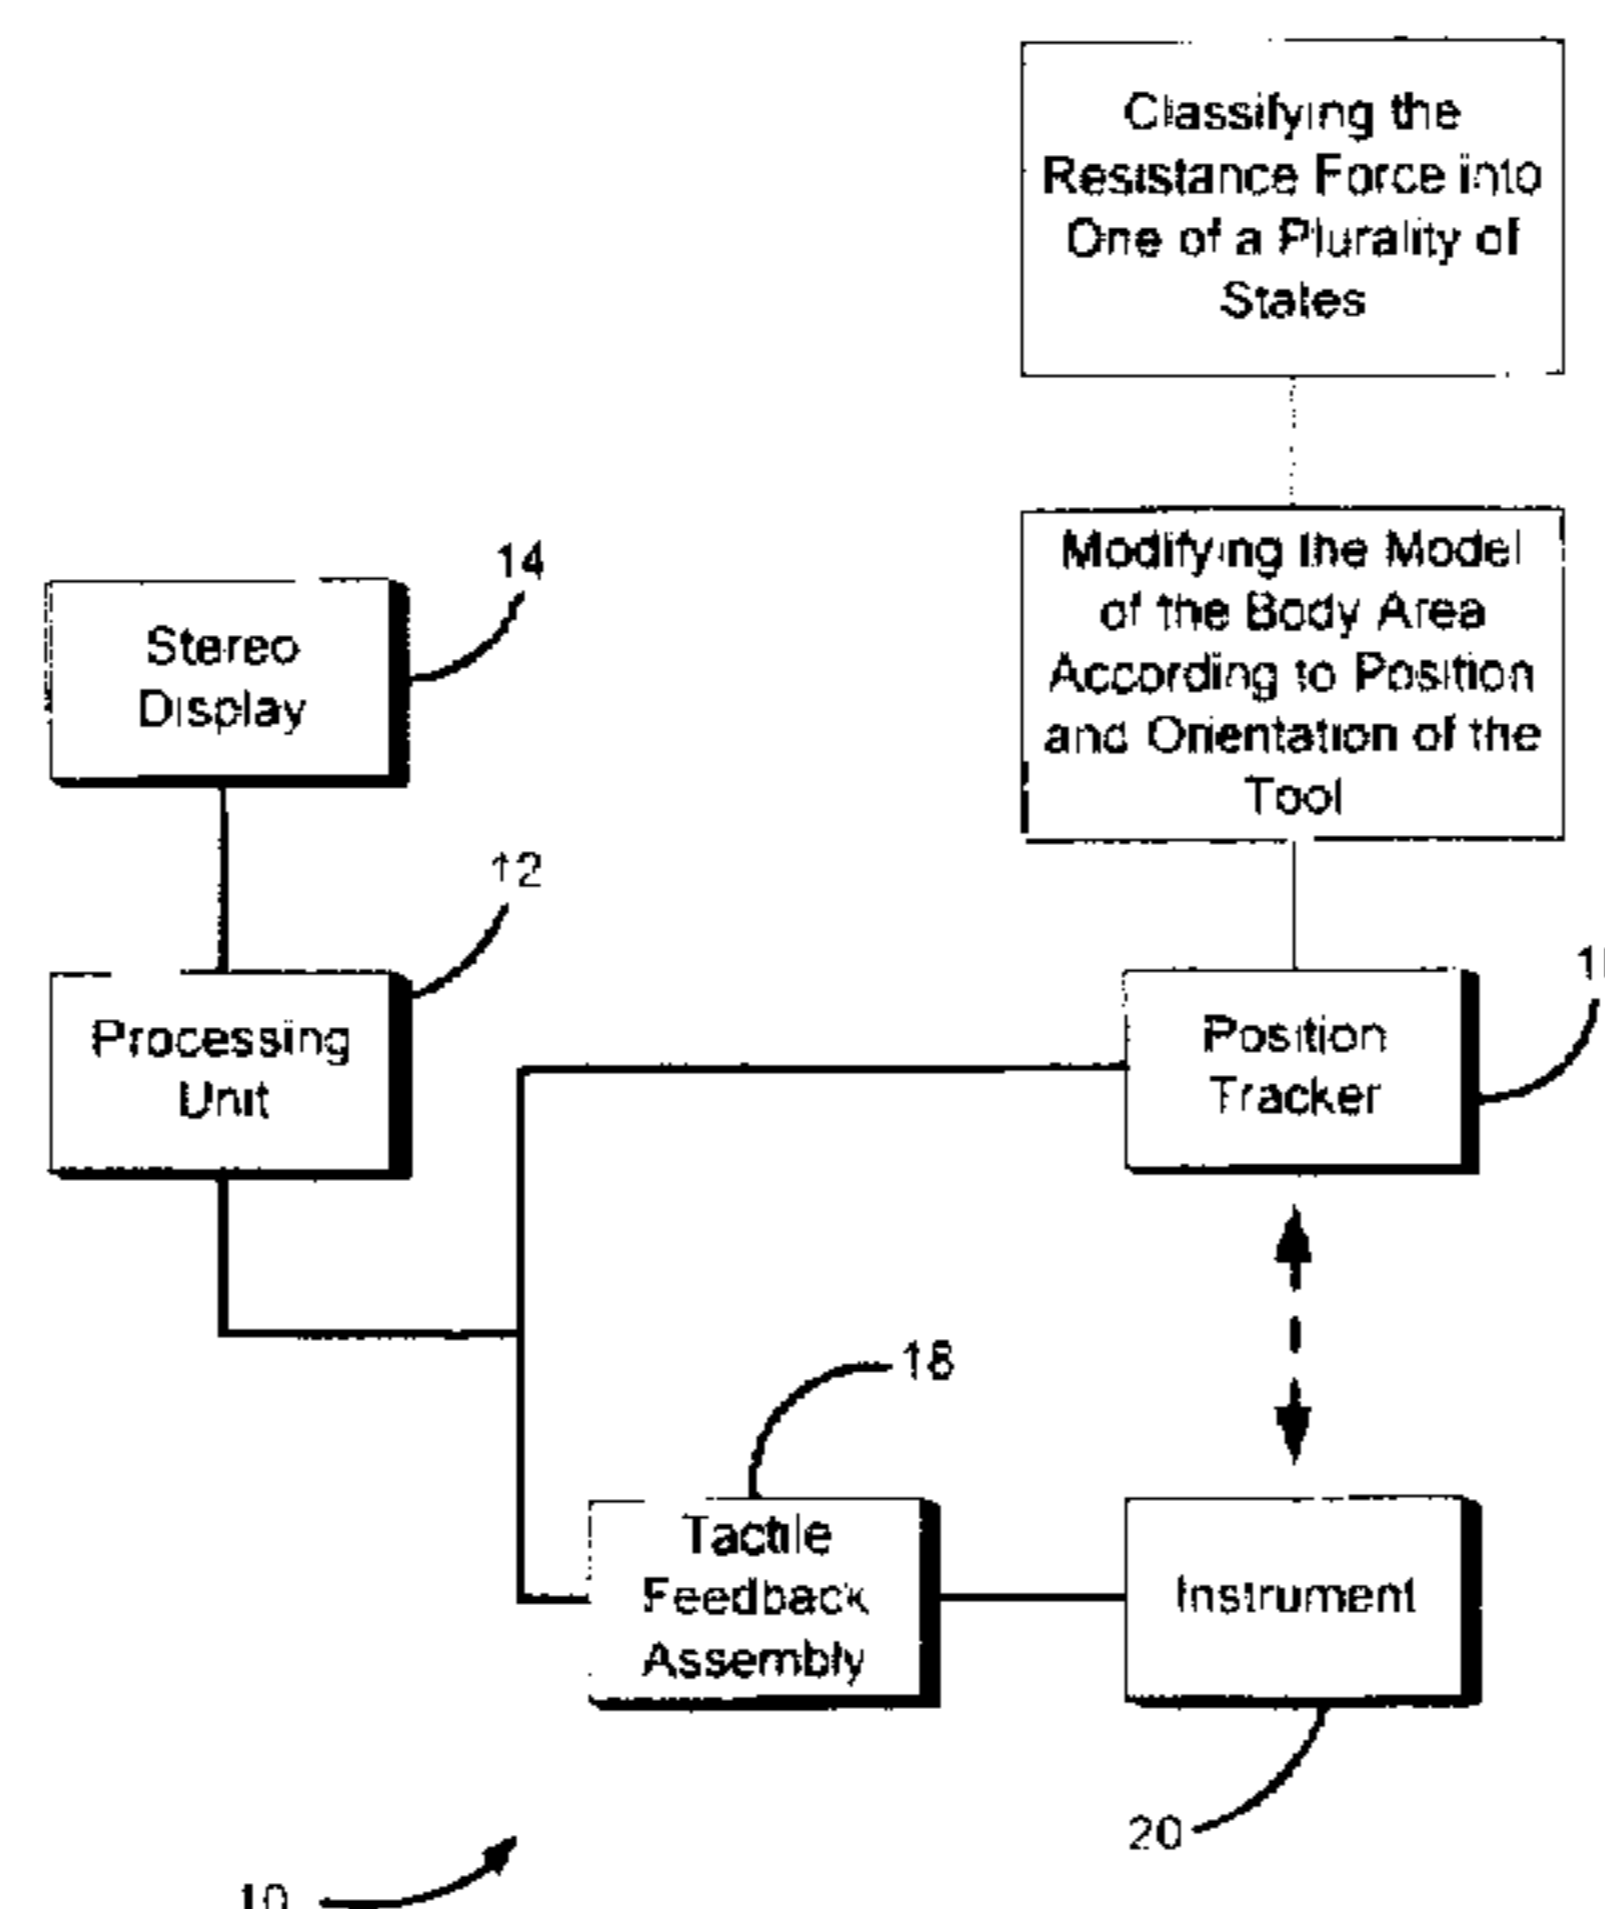 Classifying the
Resistance Force into
One of a Plurality of
States
Modifying the Model
of the Body Area
According to Position
and Orientation of the
Tool
14
Stereo
Display
12
Processing
Unit
Position
Tracker
18
Tactile
Feedback
Assembly
Instrument
20
10